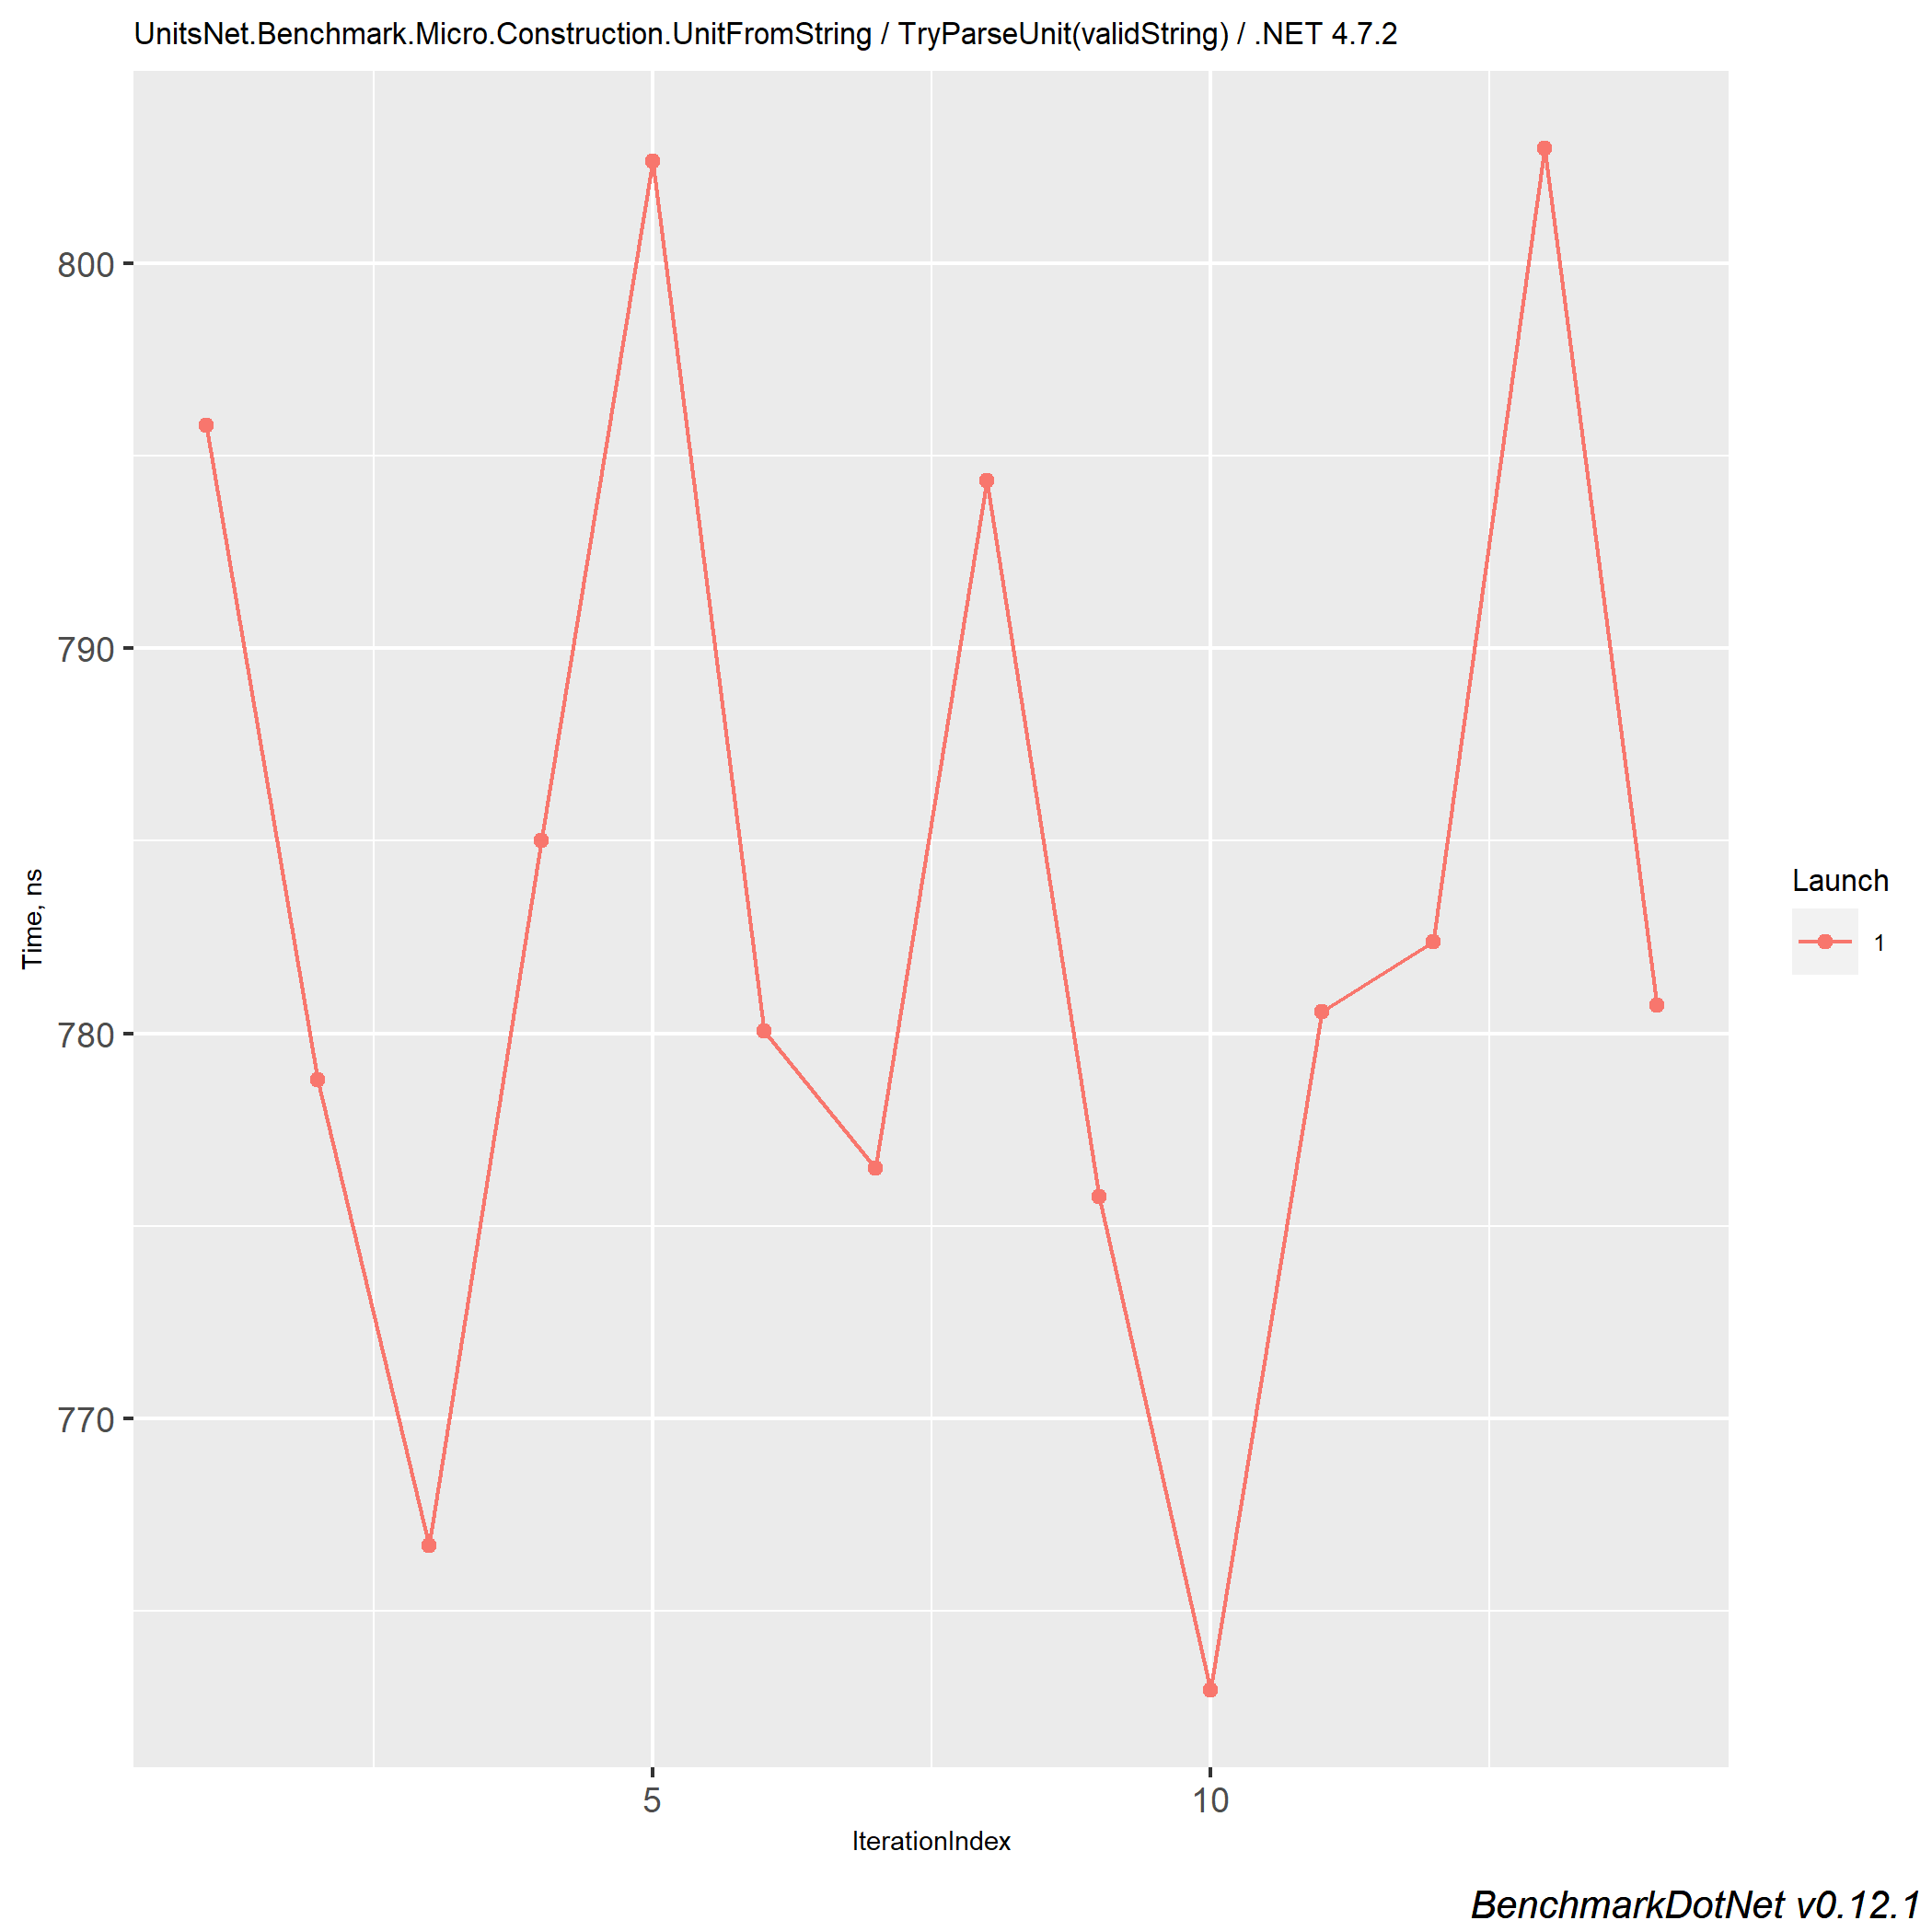 UnitsNet.Benchmark.Micro.Construction.UnitFromString / TryParseUnit(validString) / .NET 4.7.2
800
790
780
770
Time, ns
5
10
IterationIndex
Launch
1
BenchmarkDotNet v0.12.1